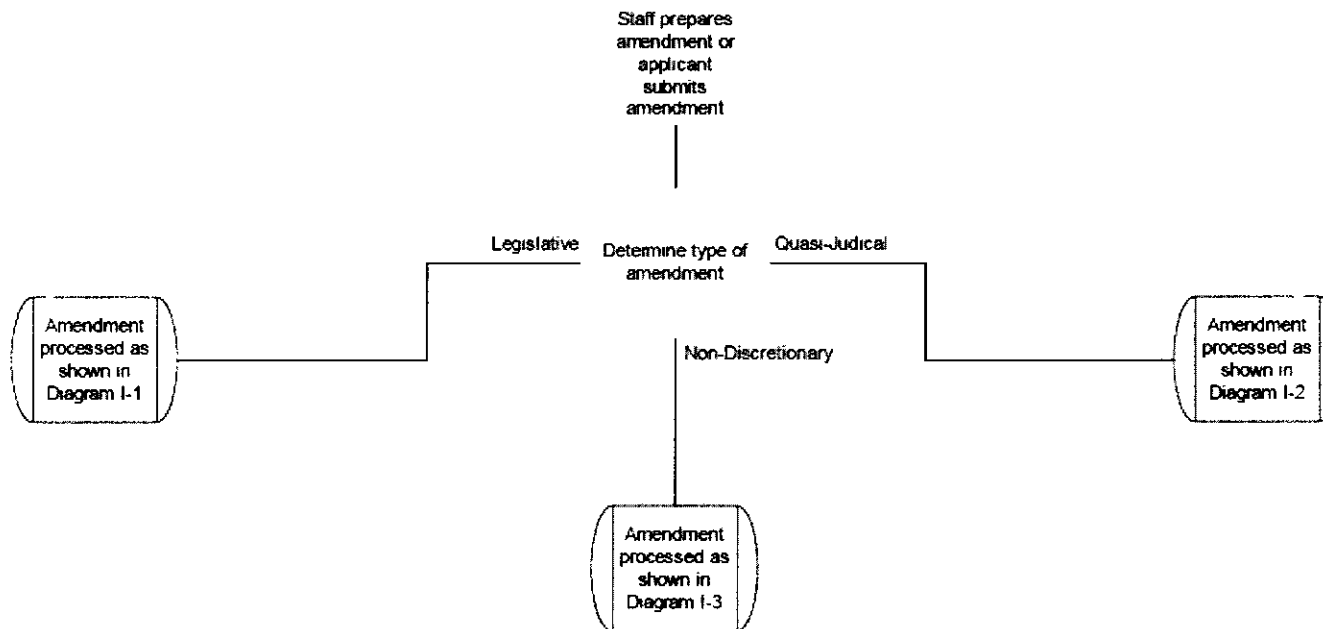 Staff prepares
amendment or
applicant
submits
amendment
Legislative
Determine type of
amendment
Quasi-Judical
Amendment
processed as
shown in
Diagram I-1
Non-Discretionary
Amendment
processed as
shown in
Diagram I-2
Amendment
processed as
shown in
Diagram I-3